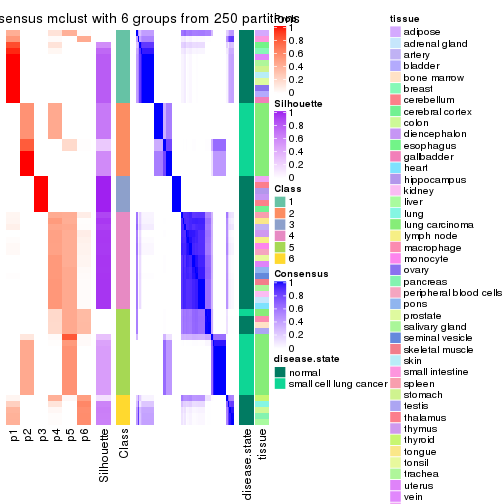 sensus mclust with 6 groups from 250 partitions
1
0.8
0.6
0.4
0.2
0
Silhouette
1
0.8
0.6
0.4
0.2
0
Class
1
2
3
4
5
6
Consensus
1
0.8
0.6
0.4
0.2
0
disease.state
normal
small cell lung cancer
tissue
adipose
adrenal gland
artery
bladder
bone marrow
breast
cerebellum
cerebral cortex
colon
diencephalon
esophagus
gallbadder
heart
hippocampus
kidney
liver
lung
lung carcinoma
lymph node
macrophage
monocyte
ovary
pancreas
peripheral blood cells
pons
prostate
salivary gland
seminal vesicle
skeletal muscle
skin
small intestine
spleen
stomach
testis
thalamus
thymus
thyroid
tongue
tonsil
trachea
uterus
vein
p1
p2
p3
p4
p5
p6
Silhouette
Class
disease.state
tissue